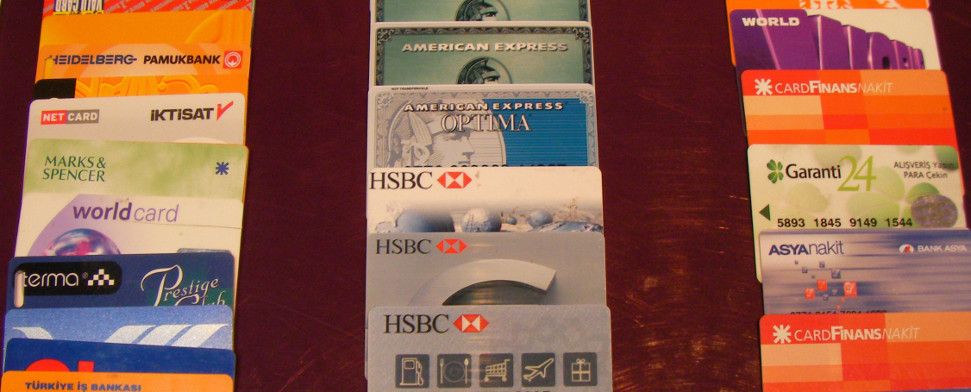 HEIDELBERG PAMUKBANK
NET CARD İKTİSAT
MARKS &
SPENCER
worldcard
terma
Prestige
Club
TÜRKİYE İŞ BANKASI
AMERICAN EXPRESS
AMERICAN EXPRESS
OPTIMA
HSBC
HSBC
HSBC
WORLD
CARDFINANSNAKİT
Garanti 24
ALIŞVERİŞ Yapın
PARA Çekin
5893 1845 9149 1544
ASYAnakit BANK ASYA
CARDFINANSNAKİT